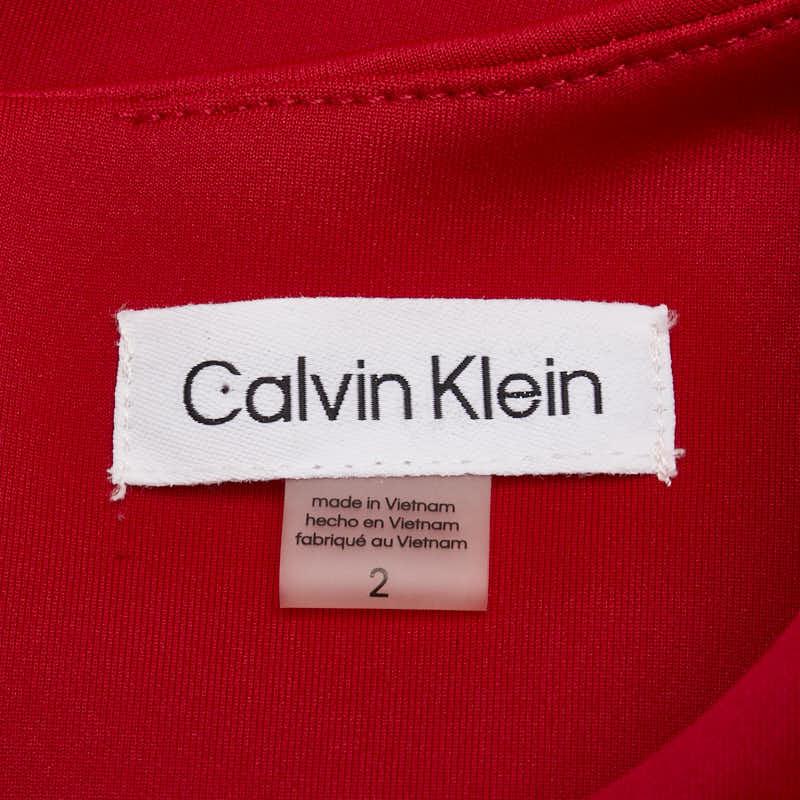 Calvin Klein
made in Vietnam
hecho en Vietnam
fabriqué au Vietnam
2